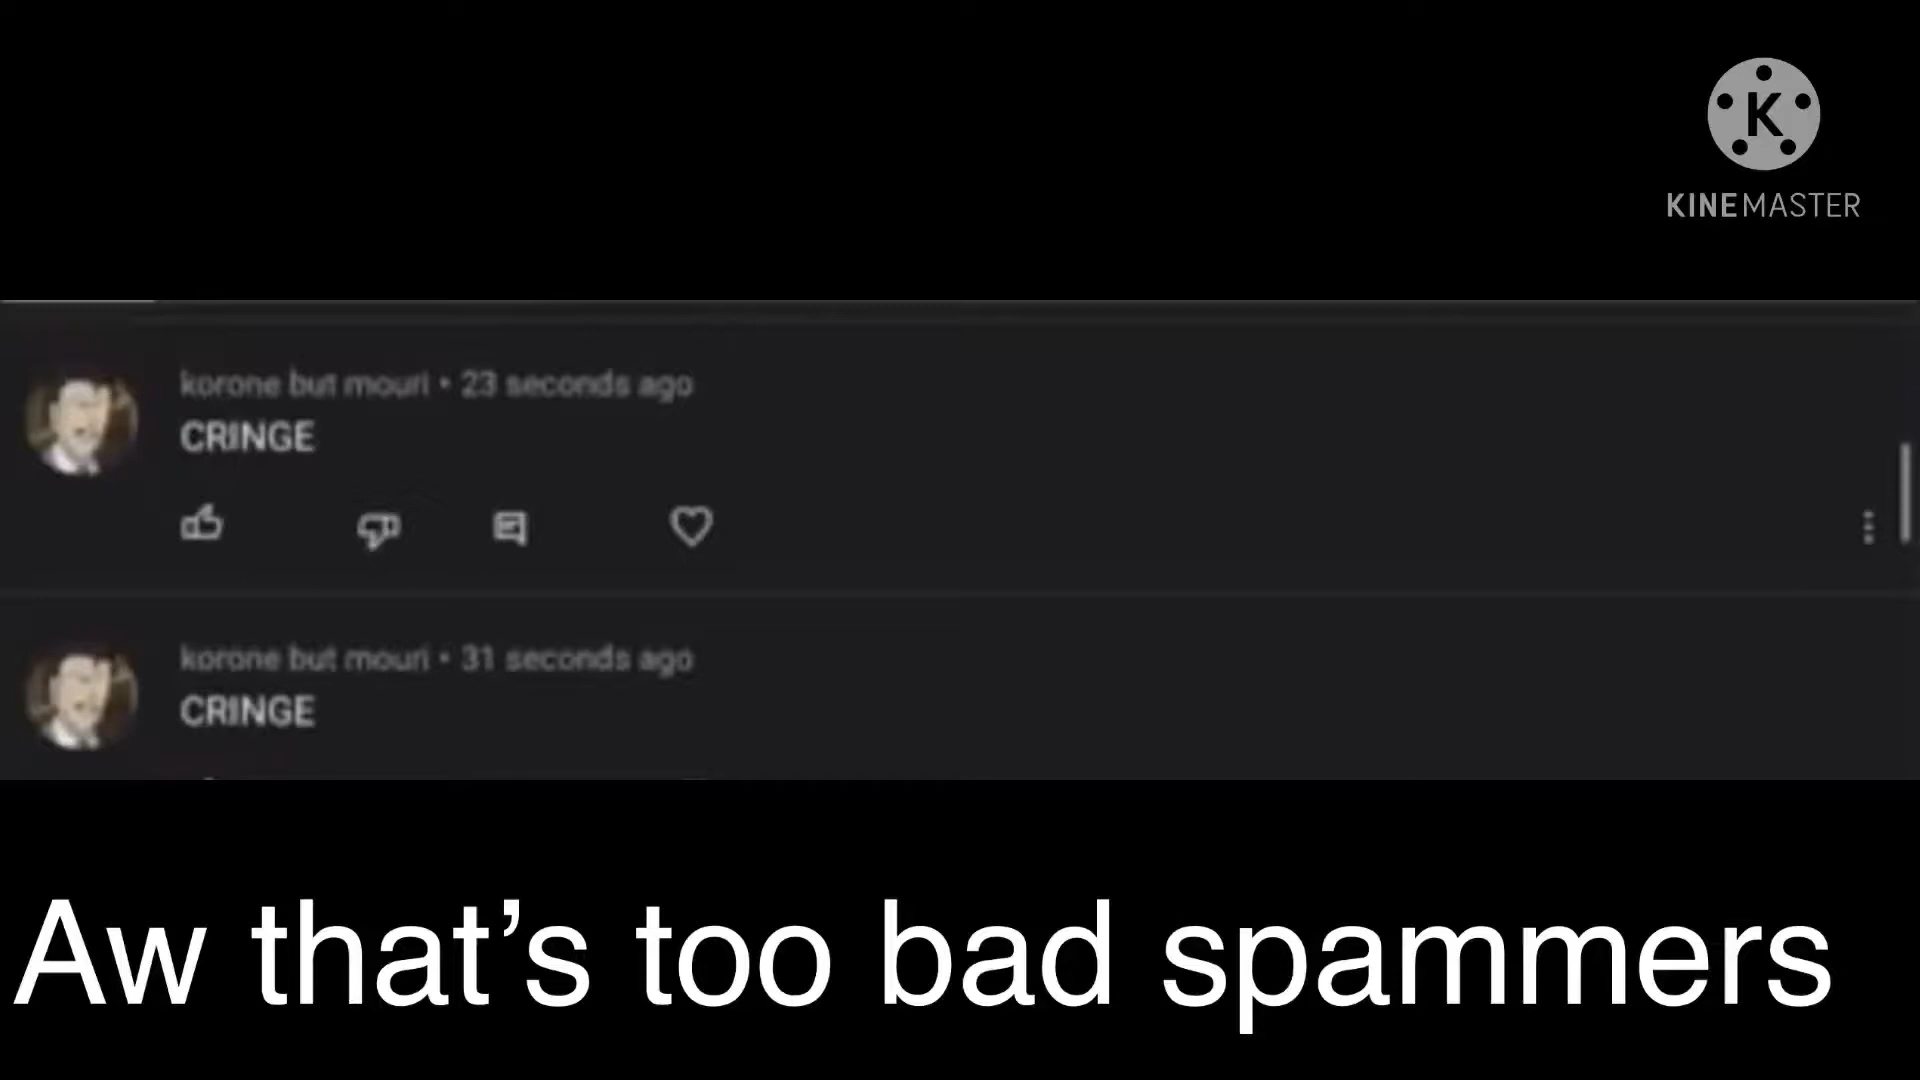 K
KINEMASTER
korone but mouri • 23 seconds ago
CRINGE
korone but mouri • 31 seconds ago
CRINGE
Aw that’s too bad spammers